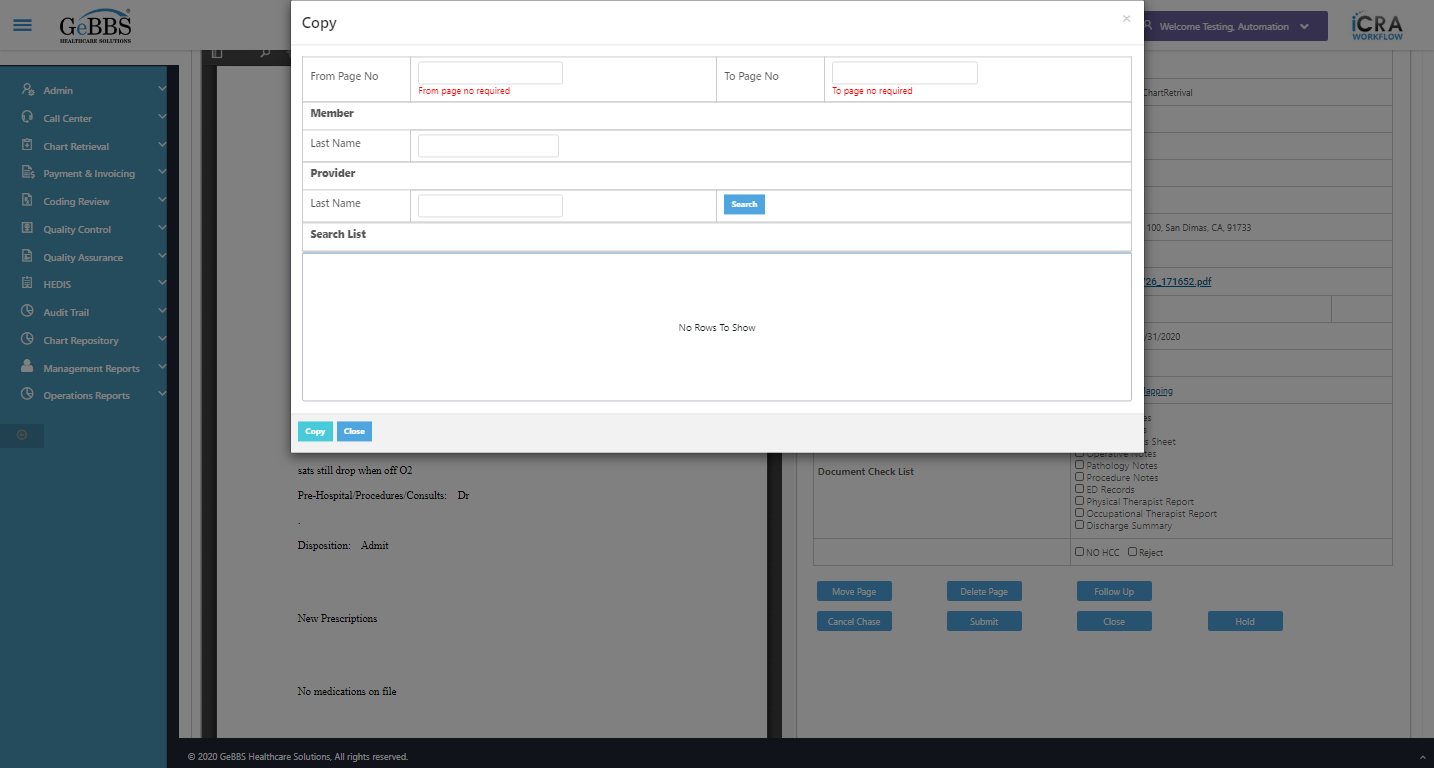 GeBBS
HEALTHCARE SOLUTIONS
Copy
×
Welcome Testing, Automation
iCRA
WORKFLOW
Admin
Call Center
Chart Retrieval
Payment & Invoicing
Coding Review
Quality Control
Quality Assurance
HEDIS
Audit Trail
Chart Repository
Management Reports
Operations Reports
From Page No
From page no required
To Page No
To page no required
Member
Last Name
Provider
Last Name
Search
Search List
No Rows To Show
Copy
Close
ChartRetrival
100, San Dimas, CA, 91733
26_171652.pdf
/31/2020
apping
Sheet
Document Check List
Operative Notes
Pathology Notes
Procedure Notes
ED Records
Physical Therapist Report
Occupational Therapist Report
Discharge Summary
NO HCC
Reject
sats still drop when off O2
Pre-Hospital/Procedures/Consults: Dr
.
Disposition: Admit
New Prescriptions
No medications on file
Move Page
Delete Page
Follow Up
Cancel Chase
Submit
Close
Hold
© 2020 GeBBS Healthcare Solutions, All rights reserved.